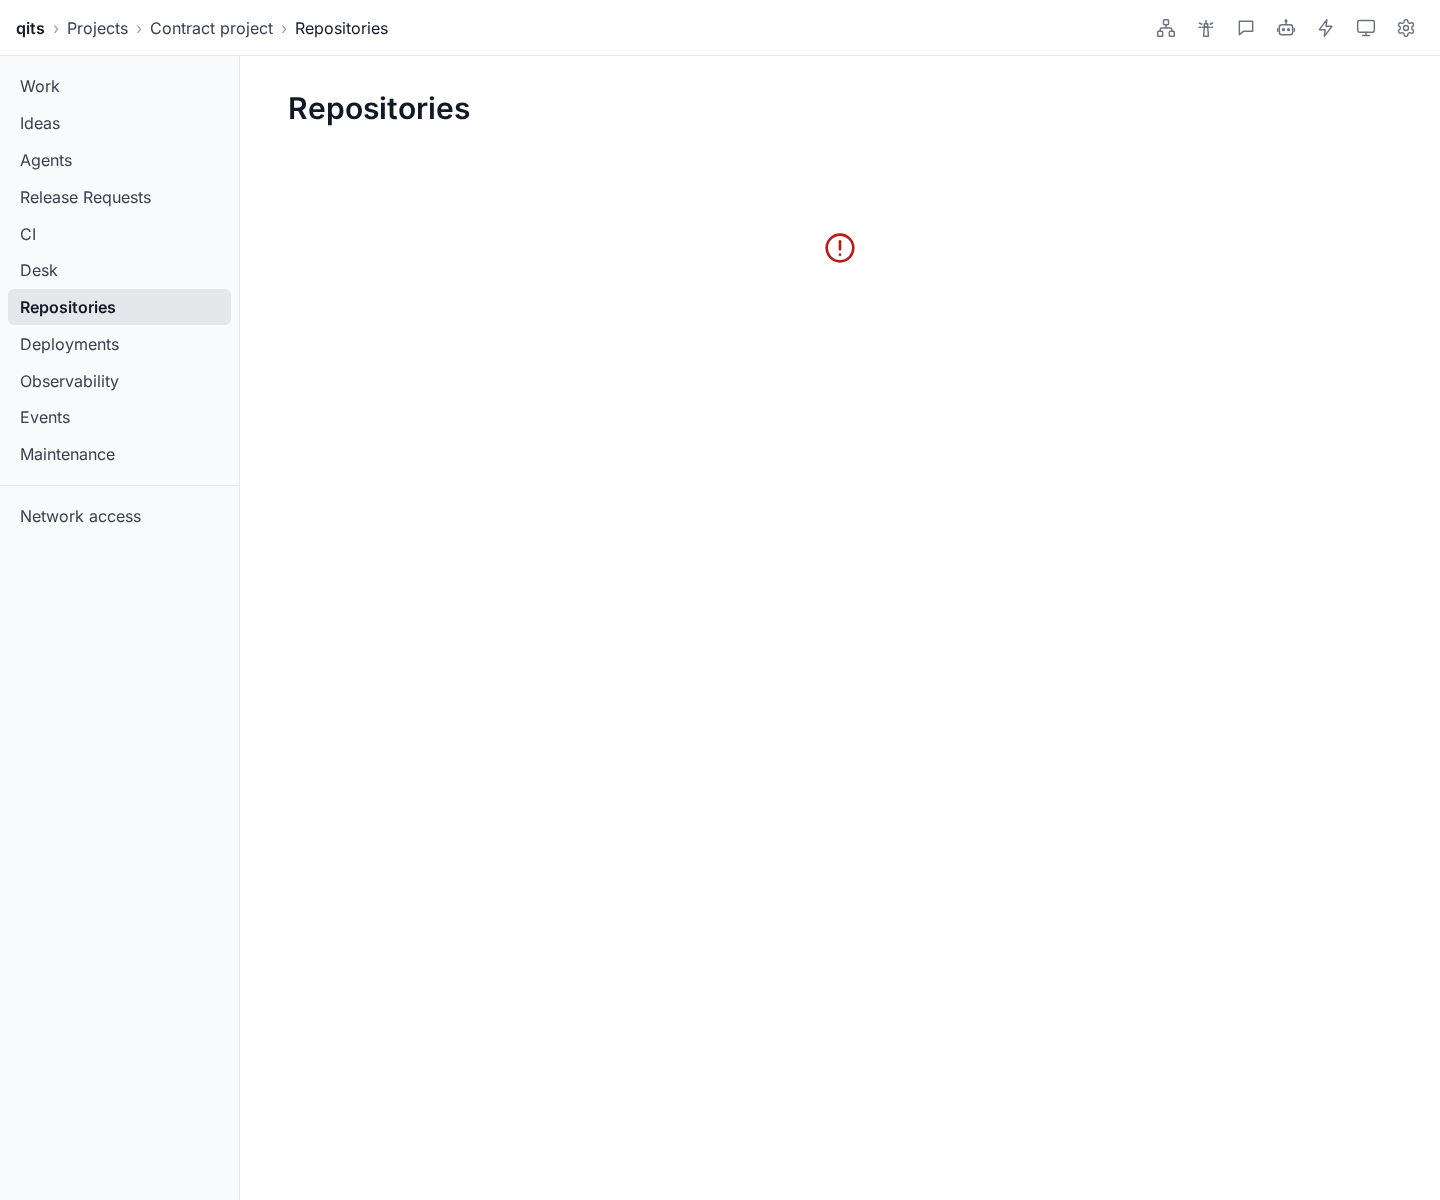 qits › Projects › Contract project › Repositories
Work
Ideas
Agents
Release Requests
CI
Desk
Repositories
Deployments
Observability
Events
Maintenance
Network access
Repositories